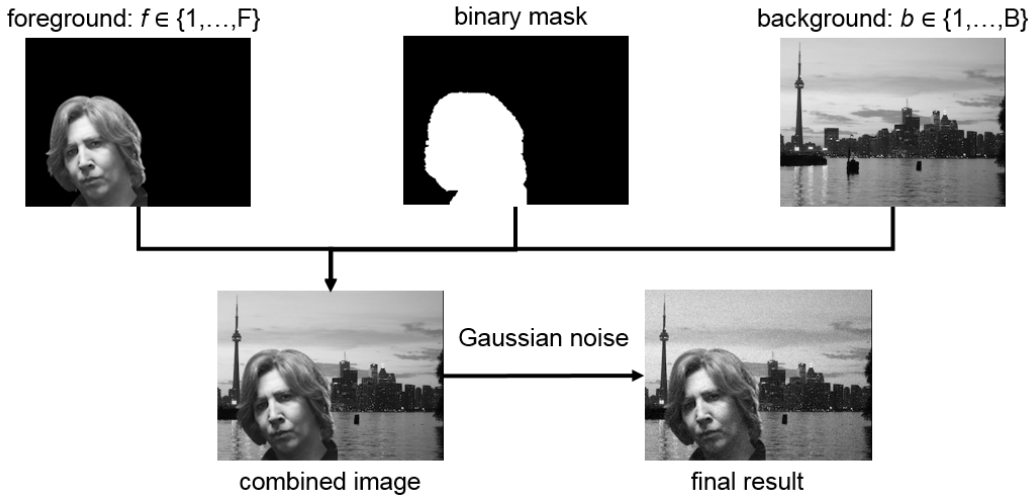 foreground: f ∈ {1,…,F}
binary mask
background: b ∈ {1,…,B}
Gaussian noise
combined image
final result